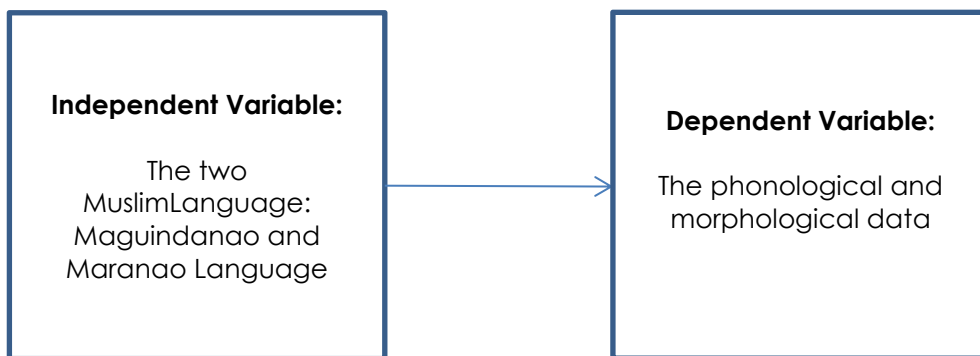 Independent Variable:
The two
MuslimLanguage:
Maguindanao and
Maranao Language
Dependent Variable:
The phonological and
morphological data